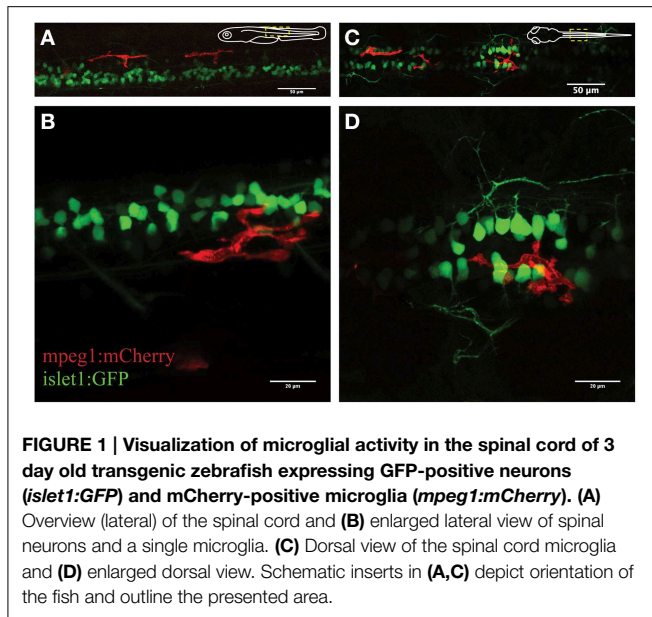 A
50 µm
C
50 µm
B
mpeg1:mCherry
islet1:GFP
20 µm
D
20 µm
FIGURE 1 | Visualization of microglial activity in the spinal cord of 3
day old transgenic zebrafish expressing GFP-positive neurons
(islet1:GFP) and mCherry-positive microglia (mpeg1:mCherry). (A)
Overview (lateral) of the spinal cord and (B) enlarged lateral view of spinal
neurons and a single microglia. (C) Dorsal view of the spinal cord microglia
and (D) enlarged dorsal view. Schematic inserts in (A,C) depict orientation of
the fish and outline the presented area.